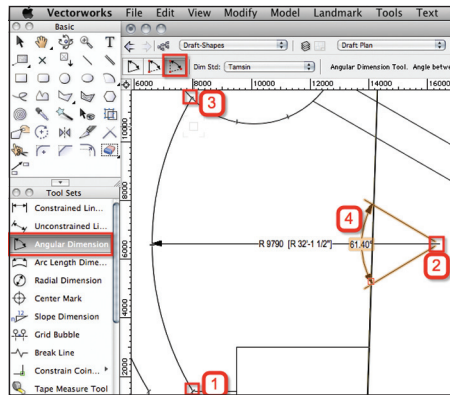 Vectorworks File Edit View Modify Model Landmark Tools Text
Basic
Draft-Shapes
Draft Plan
Dim Std: Tamsin
Angular Dimension Tool. Angle betwe
6000 8000 10000 12000 14000 16000
10000
8000
6000
4000
2000
3
4
R 9790 [R 32'-1 1/2"]
61.40°
2
1
Tool Sets
Constrained Lin...
Unconstrained Li...
Angular Dimension
Arc Length Dime...
Radial Dimension
Center Mark
Slope Dimension
Grid Bubble
Break Line
Constrain Coin...
Tape Measure Tool